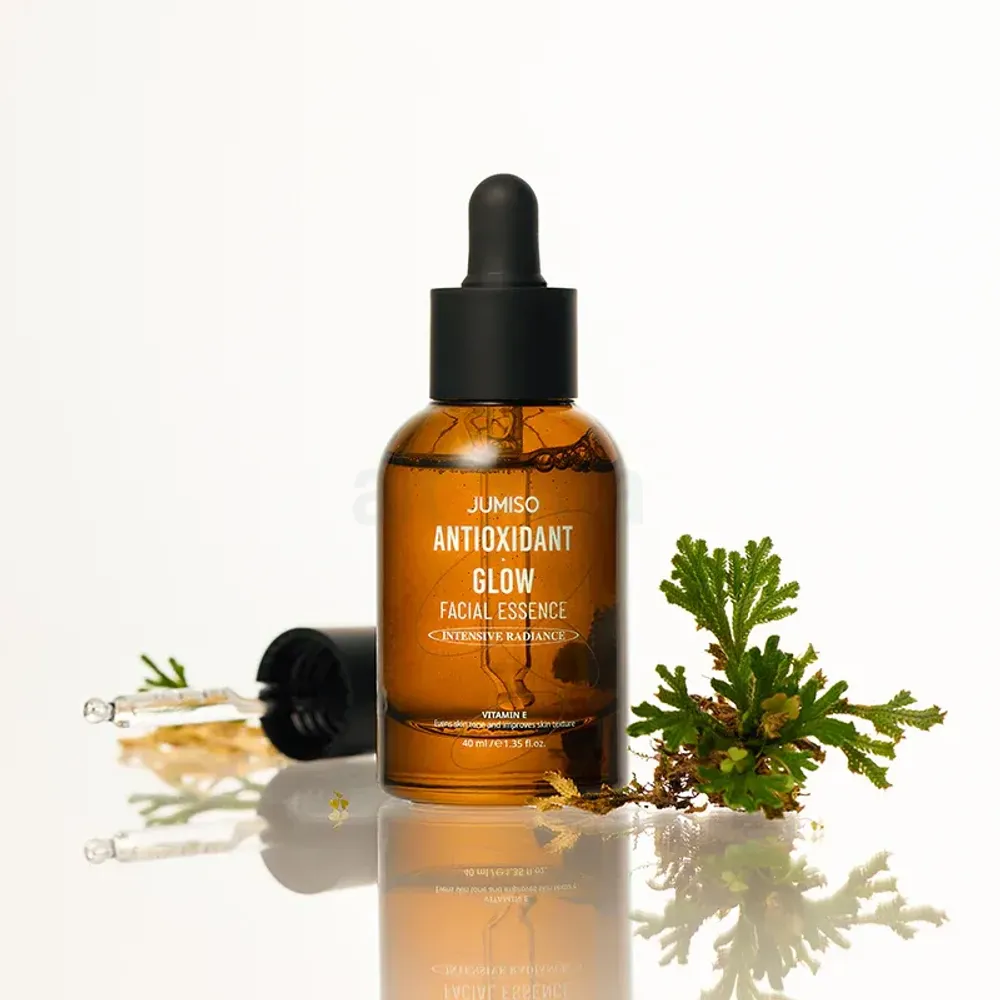 JUMISO
ANTIOXIDANT
GLOW
FACIAL ESSENCE
INTENSIVE RADIANCE
VITAMIN E
Evens skin tone and improves skin texture
40 ml / ℮ 1.35 fl.oz.